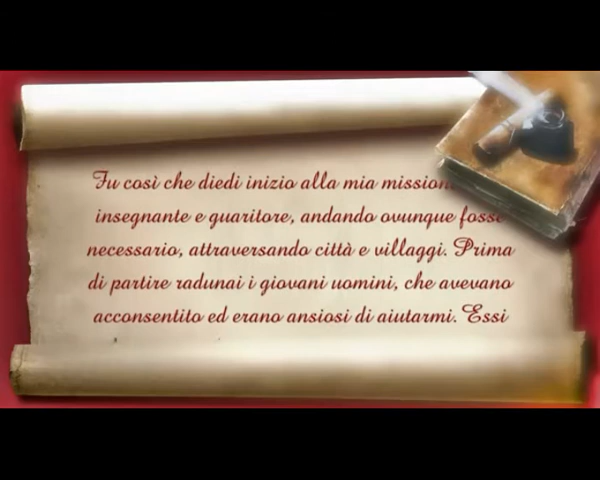 Fu così che diedi inizio alla mia mission
insegnante e guaritore, andando ovunque fosse
necessario, attraversando città e villaggi. Prima
di partire radunai i giovani uomini, che avevano
acconsentito ed erano ansiosi di aiutarmi. Essi